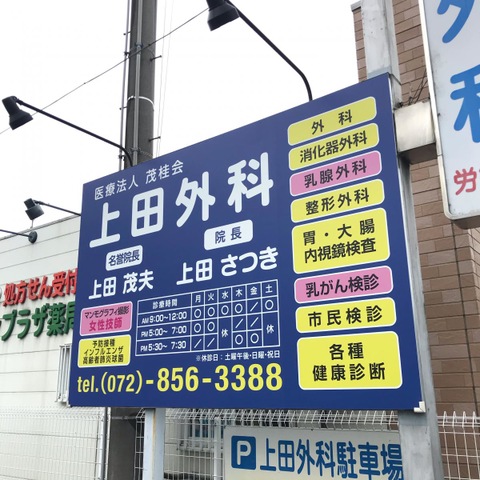 医療法人 茂桂会
上田外科
名誉院長
上田 茂夫
院長
上田 さつき
マンモグラフィ撮影
女性技師
予防接種
インフルエンザ
高齢者肺炎球菌
診療時間 月 火 水 木 金 土
AM 9:00~12:00
PM 5:00~ 7:00
PM 5:30~ 7:30
※休診日:土曜午後・日曜・祝日
tel.(072)-856-3388
外科
消化器外科
乳腺外科
整形外科
胃・大腸
内視鏡検査
乳がん検診
市民検診
各種
健康診断
処方せん受付
プラザ薬局
P 上田外科駐車場
外
科
労